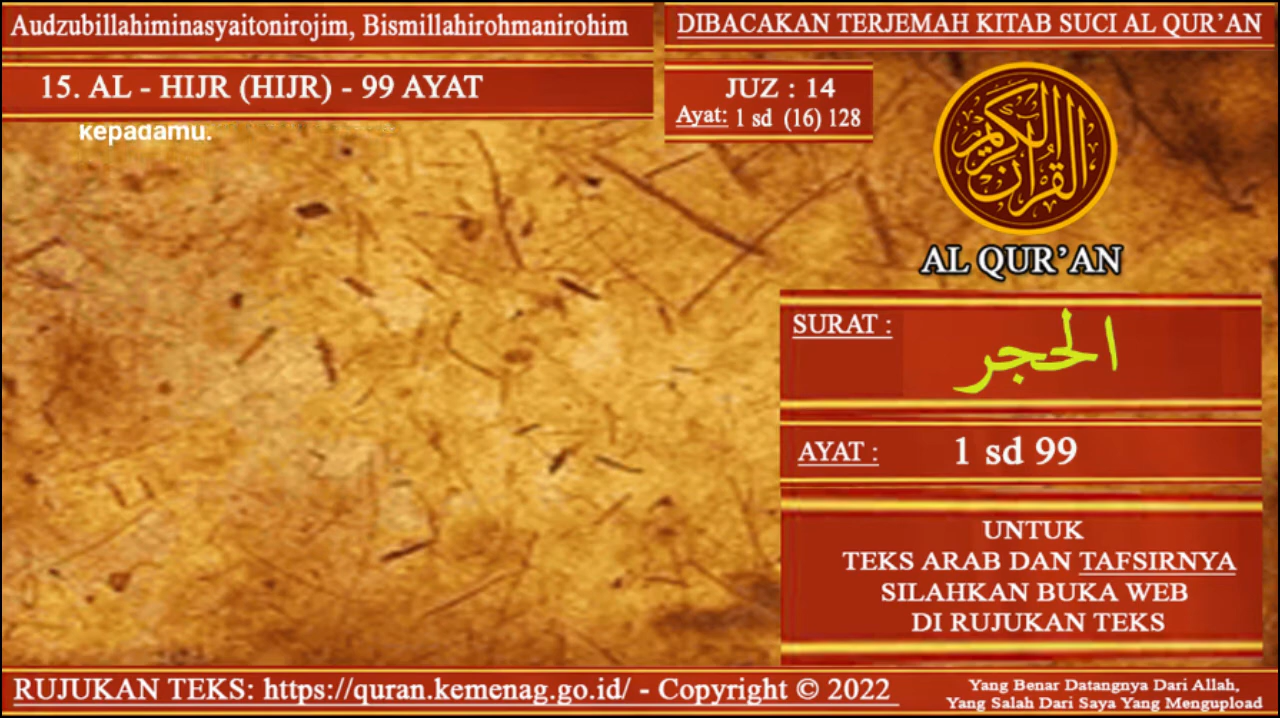 Audzubillahiminasyaitonirojim, Bismillahirohmanirohim
DIBACAKAN TERJEMAH KITAB SUCI AL QUR’AN
15. AL - HIJR (HIJR) - 99 AYAT
kepadamu.
JUZ : 14
Ayat: 1 sd (16) 128
القرآن الكريم
AL QUR’AN
SURAT :
الحجر
AYAT : 1 sd 99
UNTUK
TEKS ARAB DAN TAFSIRNYA
SILAHKAN BUKA WEB
DI RUJUKAN TEKS
RUJUKAN TEKS: https://quran.kemenag.go.id/ - Copyright © 2022
Yang Benar Datangnya Dari Allah,
Yang Salah Dari Saya Yang Mengupload